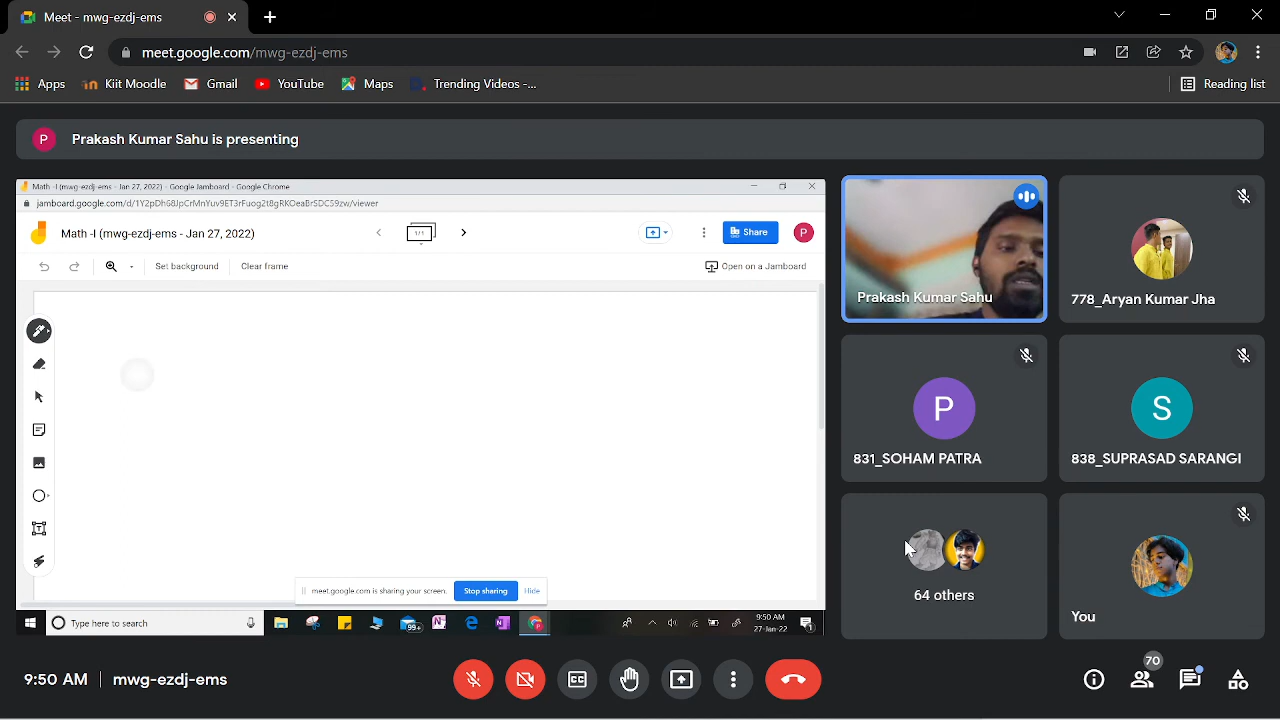 Meet - mwg-ezdj-ems
meet.google.com/mwg-ezdj-ems
Apps Kiit Moodle Gmail YouTube Maps Trending Videos -... Reading list
P Prakash Kumar Sahu is presenting
Math -I (mwg-ezdj-ems - Jan 27, 2022) - Google Jamboard - Google Chrome
Math -I (mwg-ezdj-ems - Jan 27, 2022) 1/1 Share P
Set background Clear frame Open on a Jamboard
meet.google.com is sharing your screen. Stop sharing Hide
Type here to search 99+ 9:50 AM
27-Jan-22
Prakash Kumar Sahu
778_Aryan Kumar Jha
P
831_SOHAM PATRA
S
838_SUPRASAD SARANGI
64 others
You
9:50 AM mwg-ezdj-ems 70